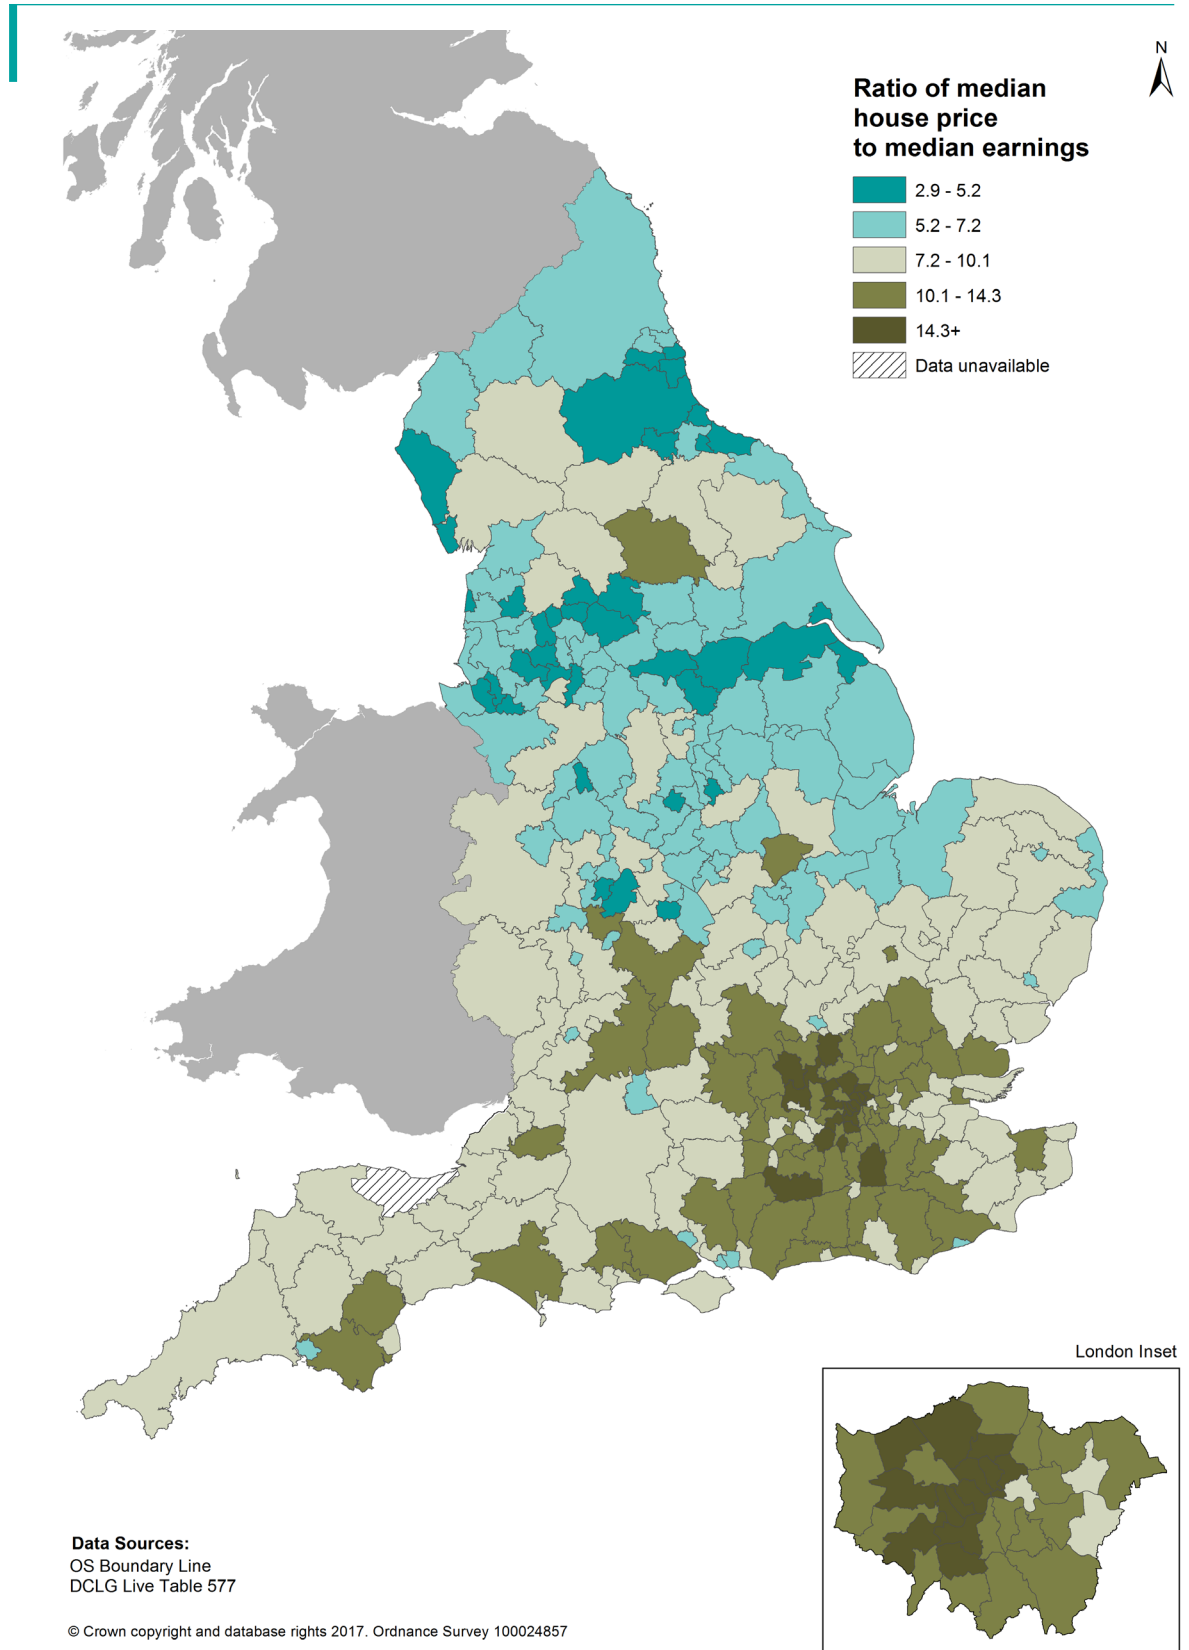 N
Ratio of median
house price
to median earnings
2.9 - 5.2
5.2 - 7.2
7.2 - 10.1
10.1 - 14.3
14.3+
Data unavailable
London Inset
Data Sources:
OS Boundary Line
DCLG Live Table 577
© Crown copyright and database rights 2017. Ordnance Survey 100024857